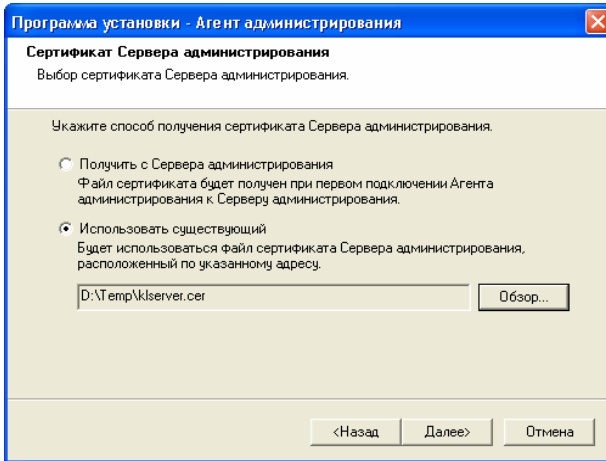 Программа установки - Агент администрирования
Сертификат Сервера администрирования
Выбор сертификата Сервера администрирования.
Укажите способ получения сертификата Сервера администрирования.
Получить с Сервера администрирования
Файл сертификата будет получен при первом подключении Агента
администрирования к Серверу администрирования.
Использовать существующий
Будет использоваться файл сертификата Сервера администрирования,
расположенный по указанному адресу.
D:\Temp\klserver.cer
Обзор...
<Назад
Далее>
Отмена